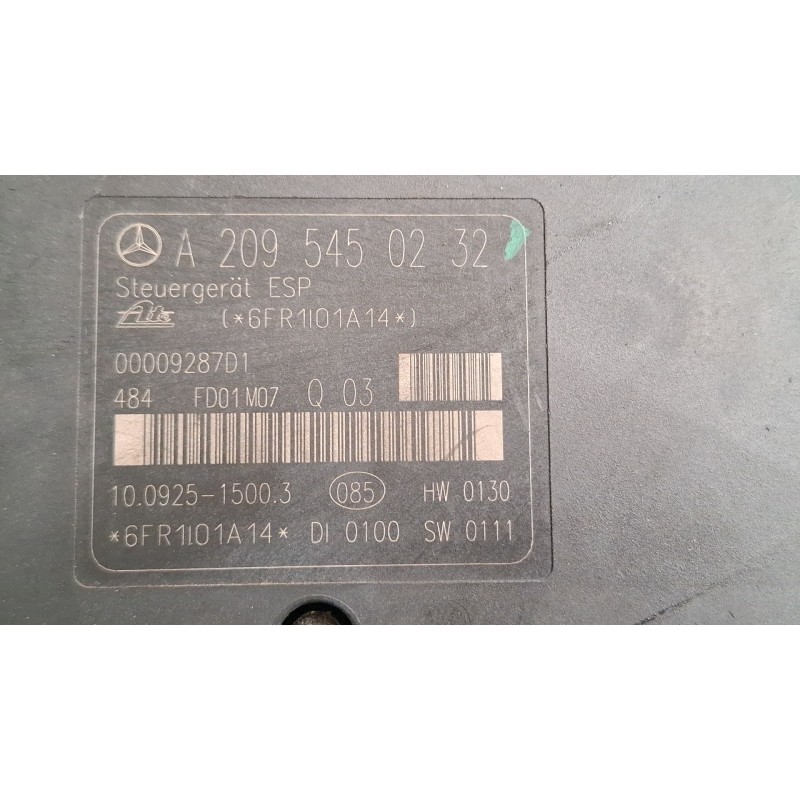 A 209 545 02 32
Steuergerät ESP
Ate (*6FR1I01A14*)
00009287D1
484 FD01M07 Q 03
10.0925-1500.3 085 HW 0130
*6FR1I01A14* DI 0100 SW 0111